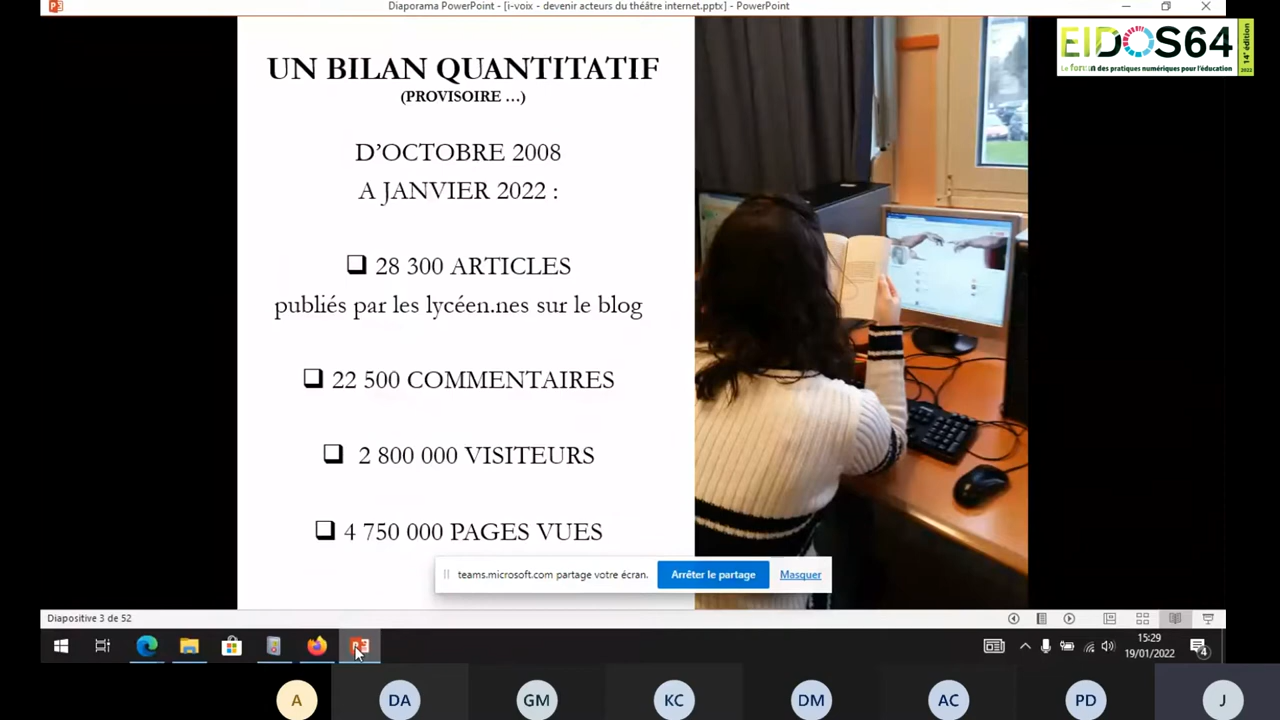 Diaporama PowerPoint - [i-voix - devenir acteurs du théâtre internet.pptx] - PowerPoint
EIDOS64
Le forum des pratiques numériques pour l'éducation
14e édition
2022
UN BILAN QUANTITATIF
(PROVISOIRE ...)
D'OCTOBRE 2008
A JANVIER 2022 :
❑ 28 300 ARTICLES
publiés par les lycéen.nes sur le blog
❑ 22 500 COMMENTAIRES
❑ 2 800 000 VISITEURS
❑ 4 750 000 PAGES VUES
teams.microsoft.com partage votre écran.
Arrêter le partage
Masquer
Diapositive 3 de 52
15:29
19/01/2022
4
A
DA
GM
KC
DM
AC
PD
J